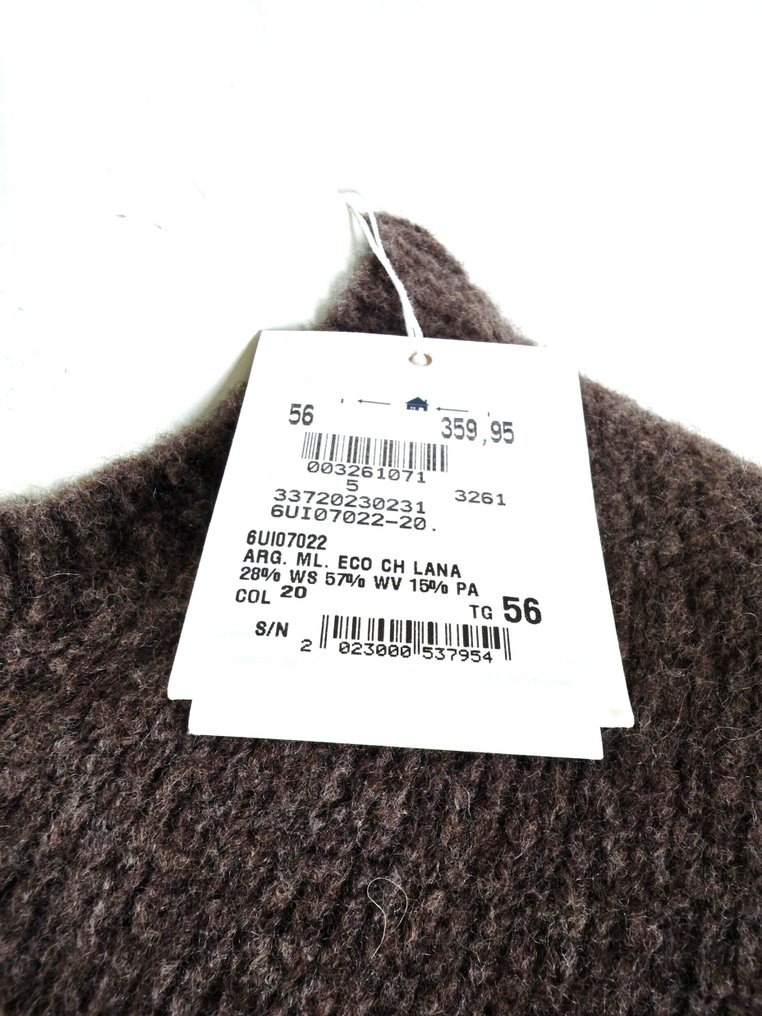 56 359,95
003261071
5
33720230231 3261
6UI07022-20.
6UI07022
ARG. ML. ECO CH LANA
28% WS 57% WV 15% PA
COL 20 TG 56
S/N
2 023000 537954